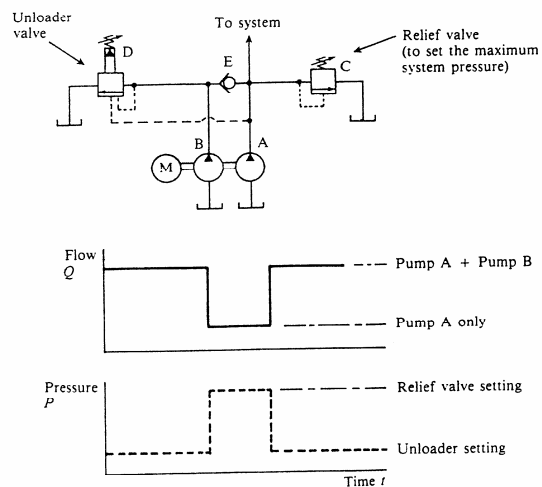 To system
Unloader
valve
D
E
C
Relief valve
(to set the maximum
system pressure)
B
A
M
Flow
Q
Pump A + Pump B
Pump A only
Pressure
P
Relief valve setting
Unloader setting
Time t